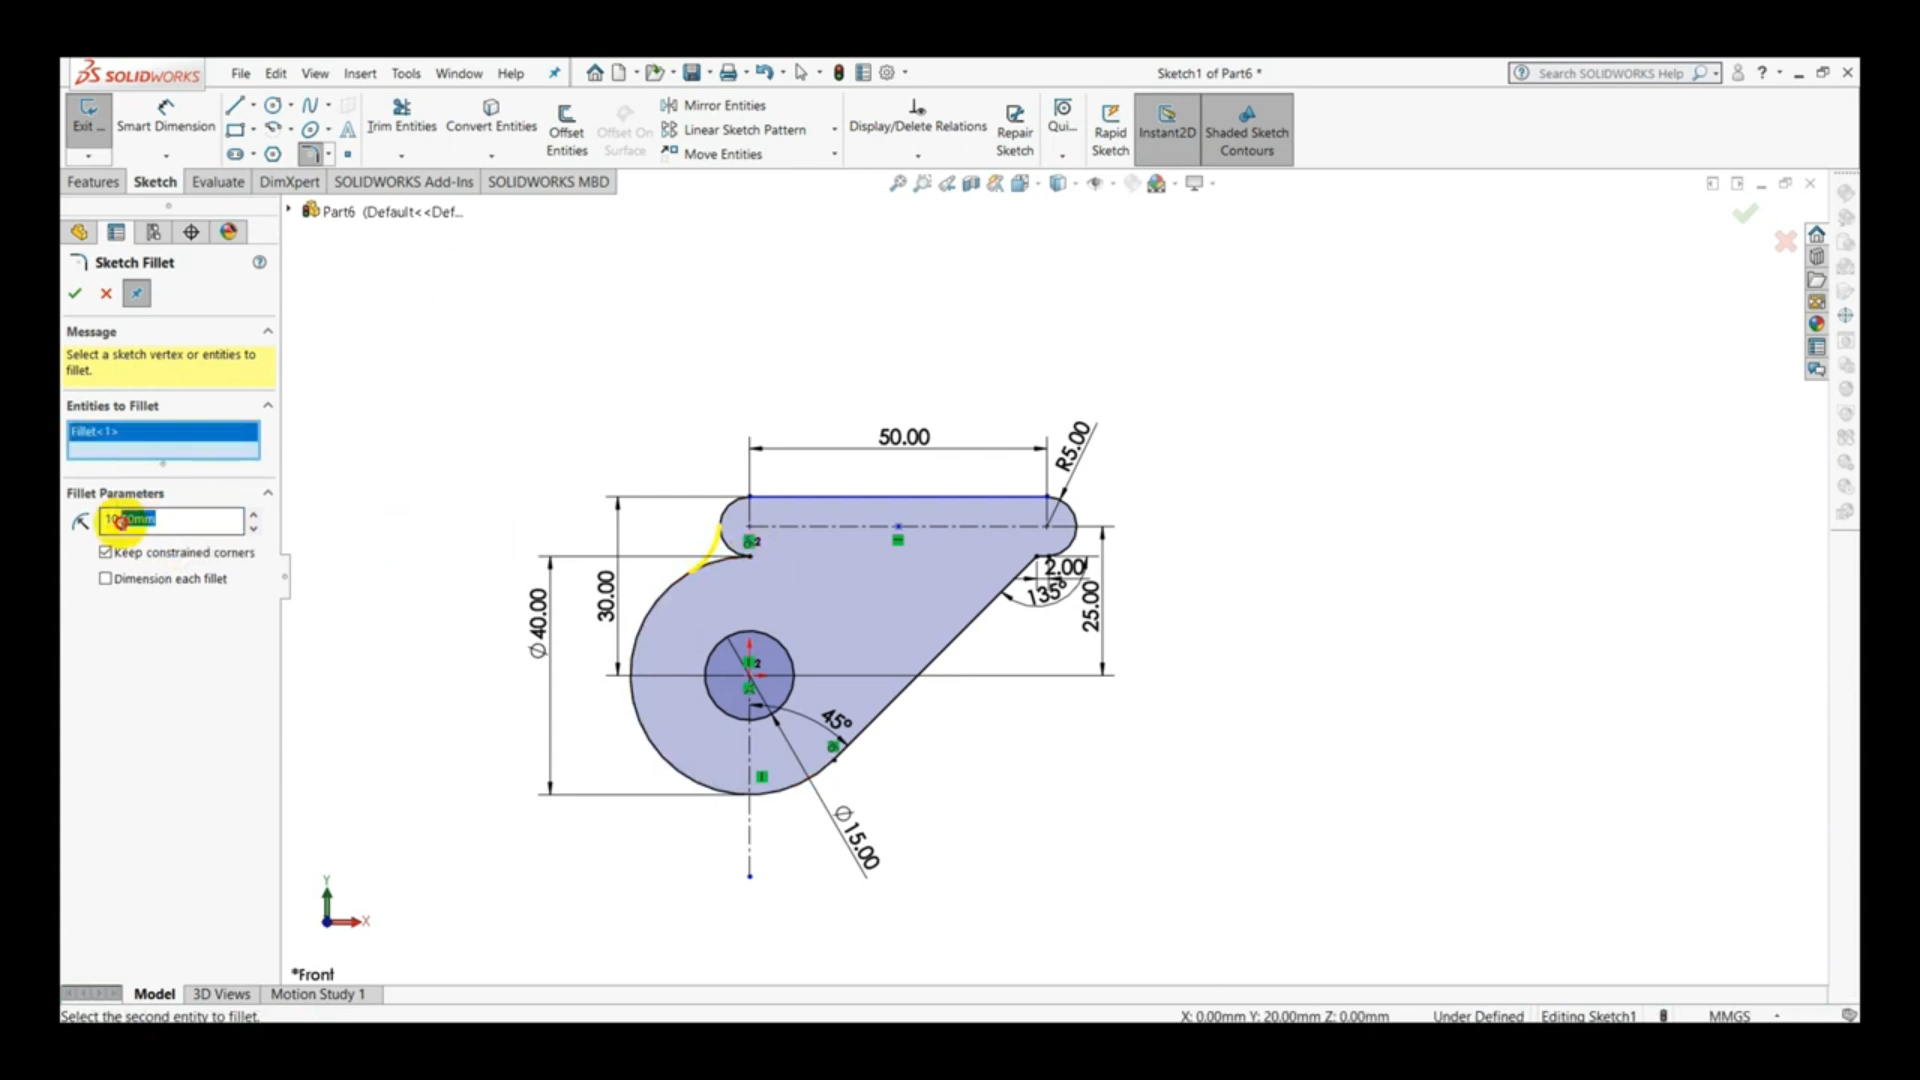 SOLIDWORKS File Edit View Insert Tools Window Help Sketch1 of Part6 * Search SOLIDWORKS Help ?
Exit ... Smart Dimension Trim Entities Convert Entities Offset Entities Offset On Surface Mirror Entities Linear Sketch Pattern Move Entities Display/Delete Relations Repair Sketch Qui... Rapid Sketch Instant2D Shaded Sketch Contours
Features Sketch Evaluate DimXpert SOLIDWORKS Add-Ins SOLIDWORKS MBD
Part6 (Default<<Def...
Sketch Fillet
Message
Select a sketch vertex or entities to
fillet.
Entities to Fillet
Fillet<1>
Fillet Parameters
Keep constrained corners
Dimension each fillet
50.00
R5.00
2
2.00
135°
25.00
30.00
Ø40.00
2
45°
Ø15.00
Y
X
*Front
Model 3D Views Motion Study 1
Select the second entity to fillet. X: 0.00mm Y: 20.00mm Z: 0.00mm Under Defined Editing Sketch1 MMGS